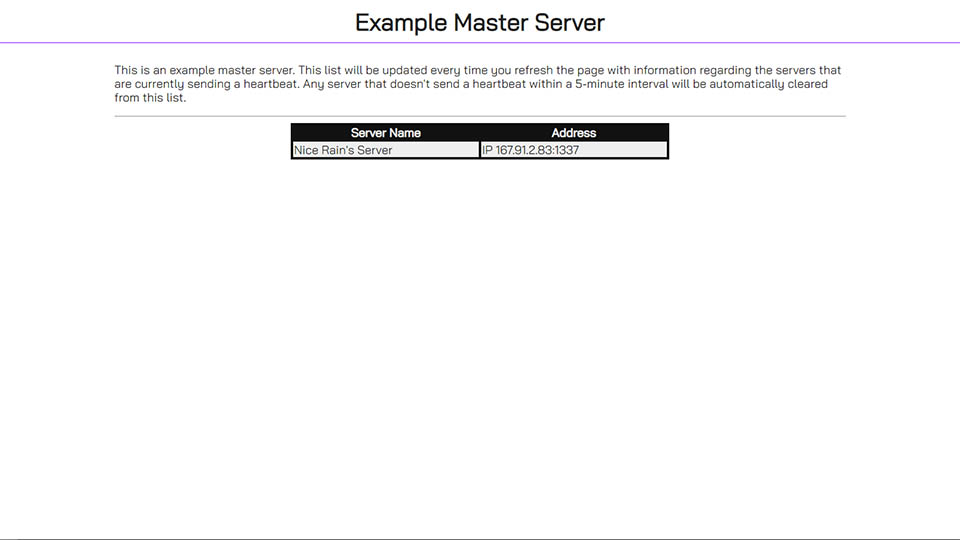 Example Master Server
This is an example master server. This list will be updated every time you refresh the page with information regarding the servers that
are currently sending a heartbeat. Any server that doesn't send a heartbeat within a 5-minute interval will be automatically cleared
from this list.
Server Name Address
Nice Rain's Server IP 167.91.2.83:1337